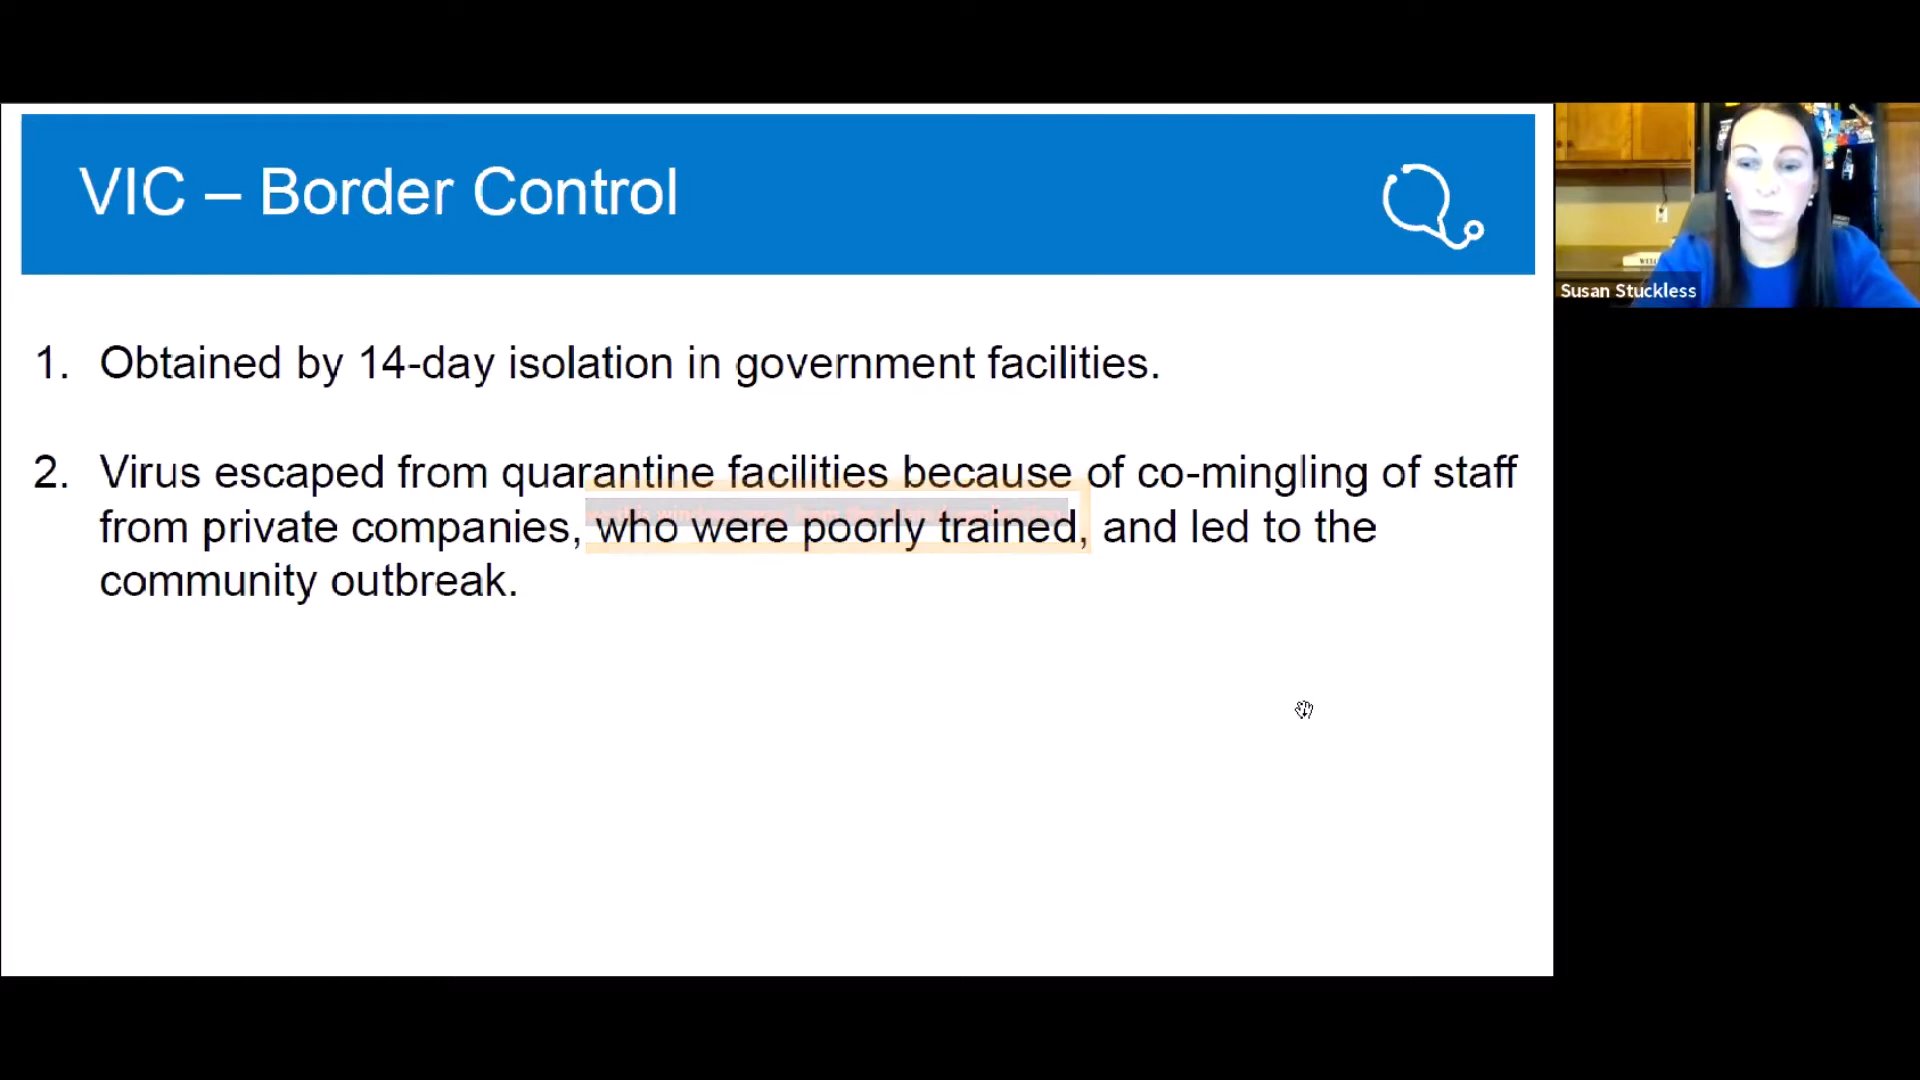 VIC – Border Control
Susan Stuckless
1. Obtained by 14-day isolation in government facilities.
2. Virus escaped from quarantine facilities because of co-mingling of staff
from private companies, who were poorly trained, and led to the
community outbreak.